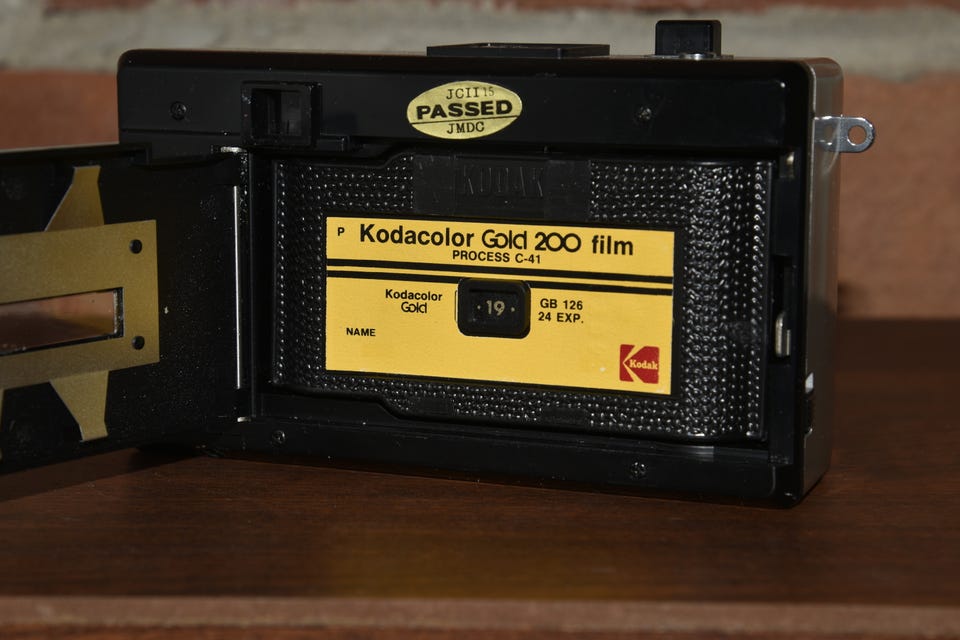 JCII 15
PASSED
JMDC
KODAK
P Kodacolor Gold 200 film
PROCESS C-41
Kodacolor
Gold
· 19 ·
GB 126
24 EXP.
NAME
Kodak